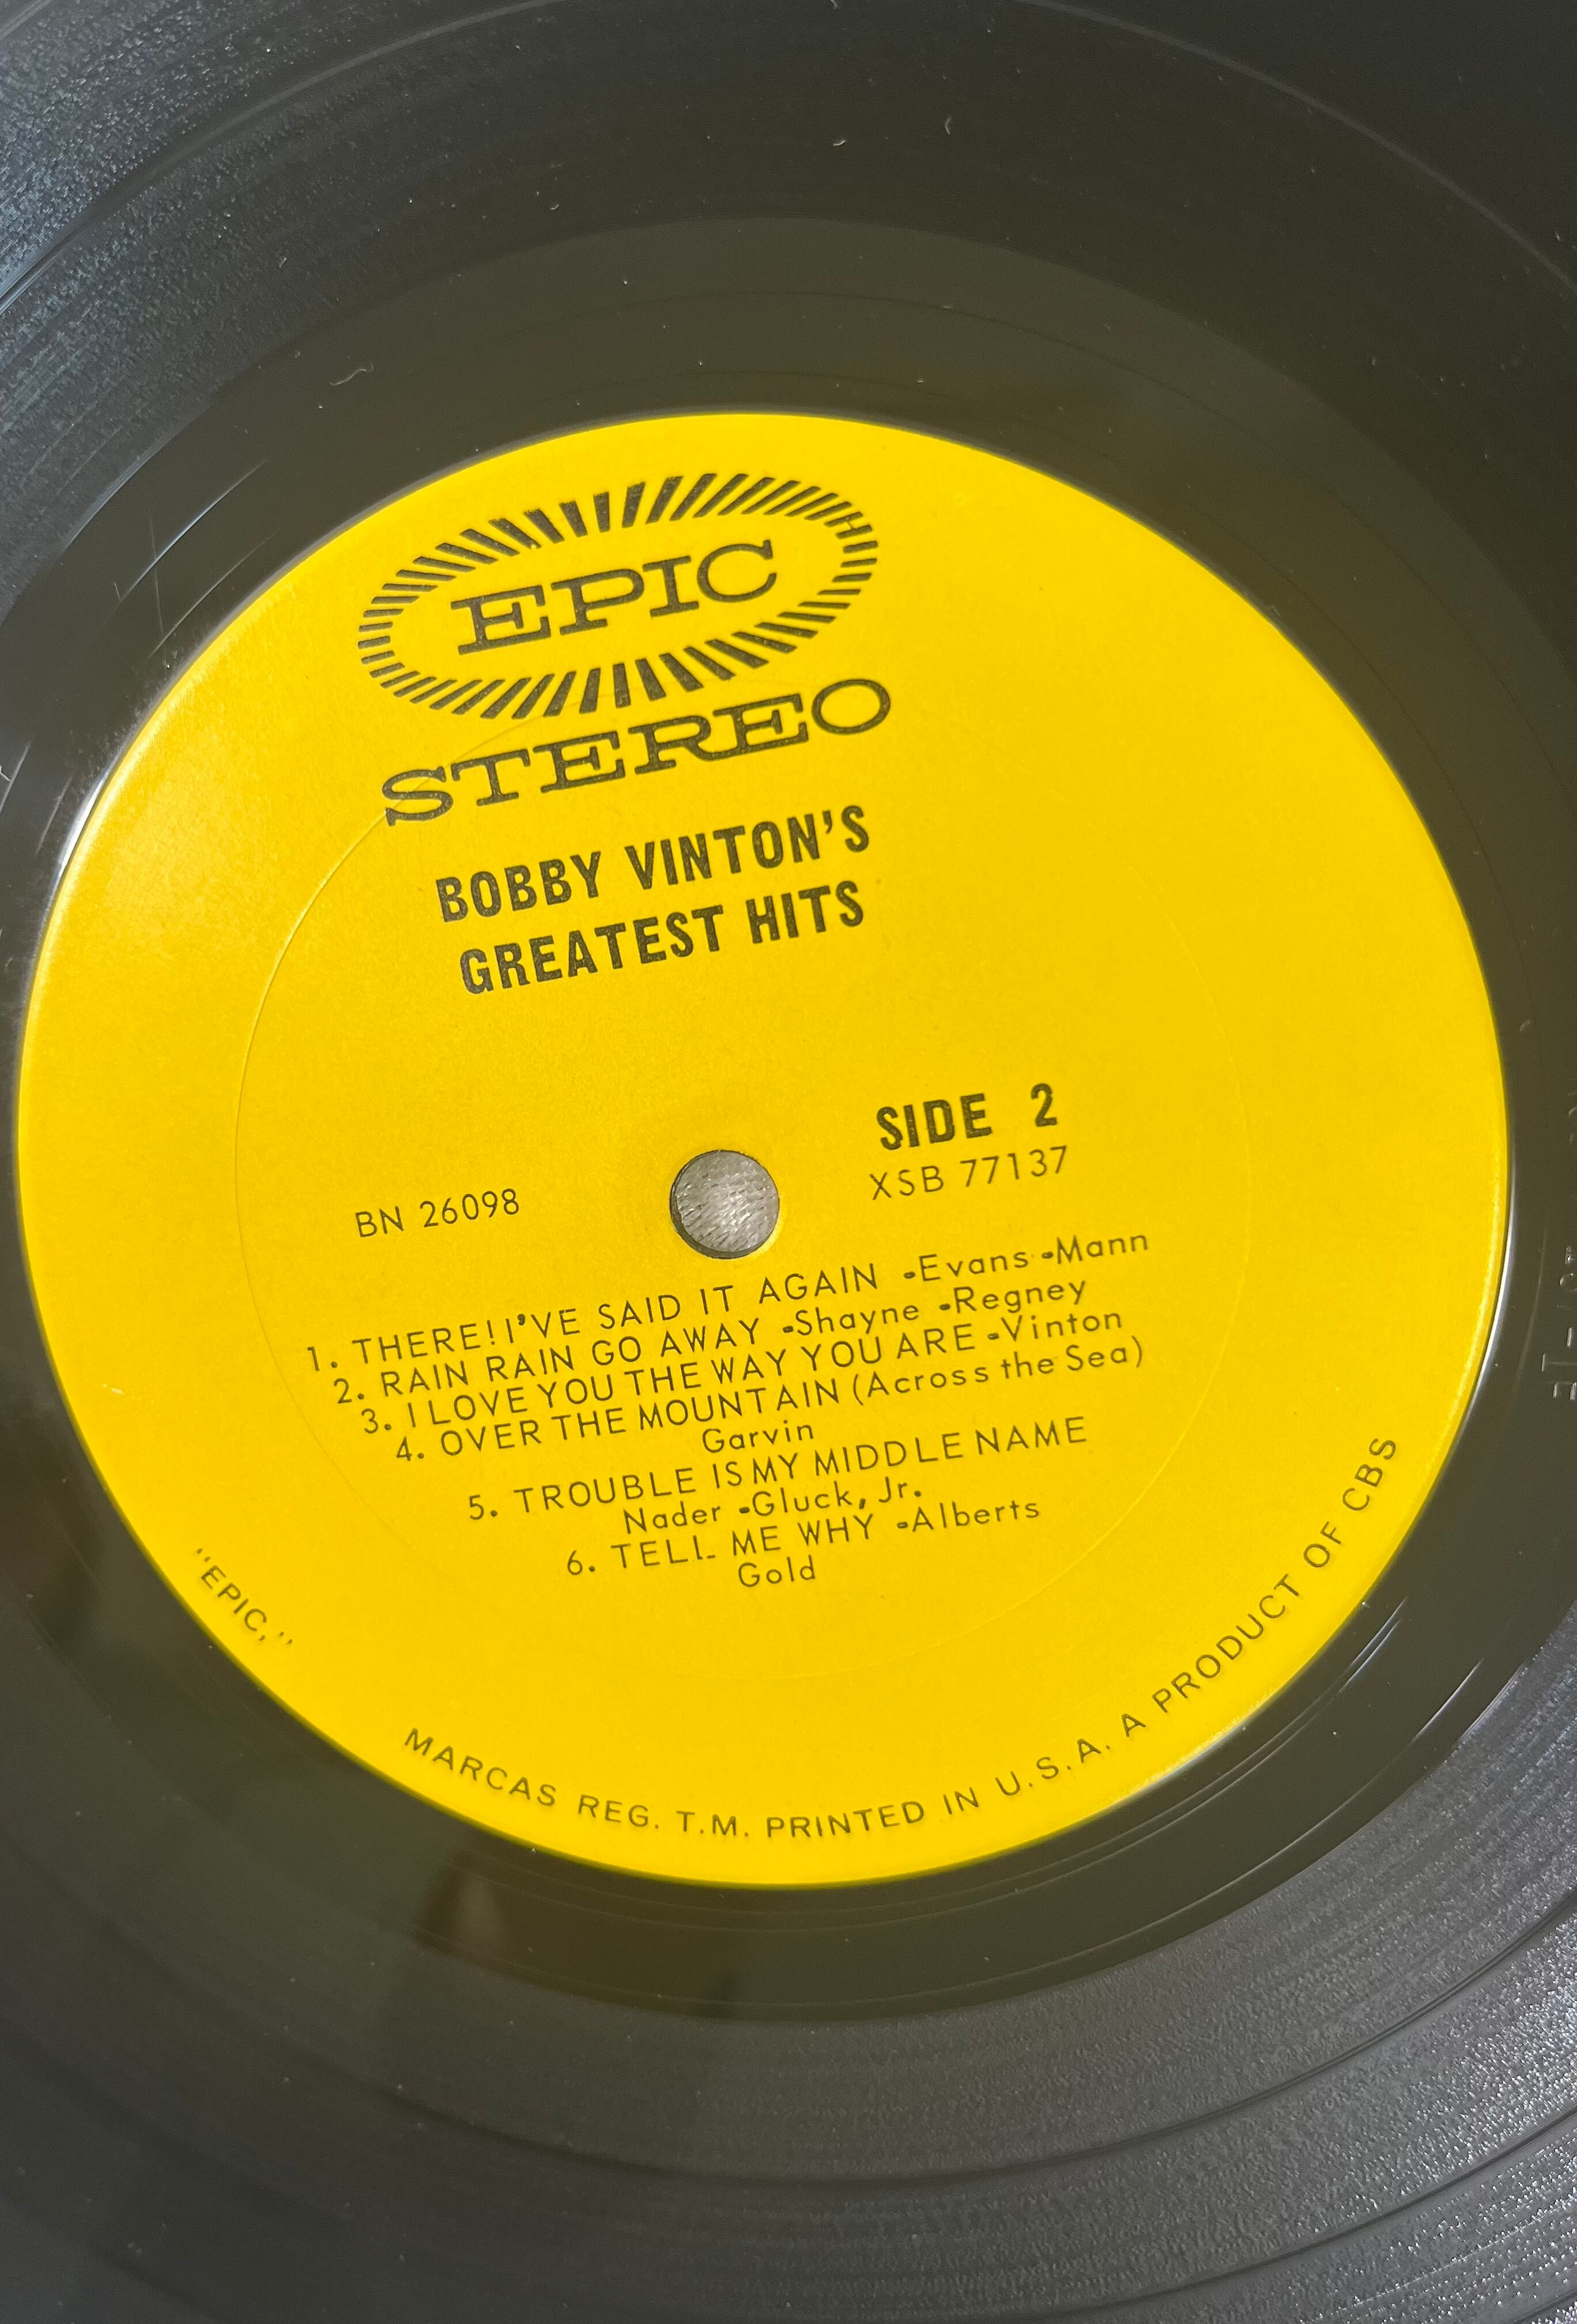 EPIC
STEREO
BOBBY VINTON'S
GREATEST HITS
SIDE 2
BN 26098
XSB 77137
1. THERE! I'VE SAID IT AGAIN -Evans -Mann
2. RAIN RAIN GO AWAY -Shayne -Regney
3. I LOVE YOU THE WAY YOU ARE -Vinton
4. OVER THE MOUNTAIN (Across the Sea)
Garvin
5. TROUBLE IS MY MIDDLE NAME
Nader -Gluck, Jr.
6. TELL ME WHY -Alberts
Gold
"EPIC," MARCAS REG. T.M. PRINTED IN U.S.A. A PRODUCT OF CBS